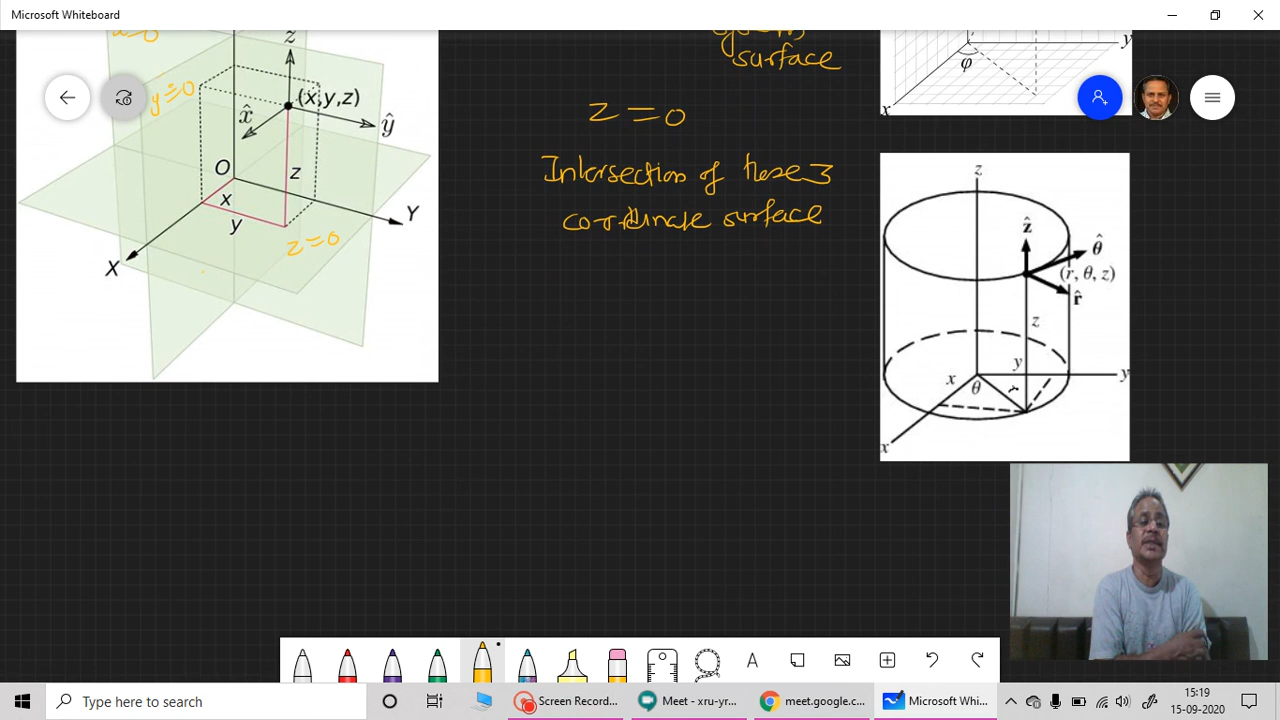 Microsoft Whiteboard
y=0
(x,y,z)
x̂
ŷ
z
O
x
z
y
Y
X
z=0
surface
z=0
Intersection of these 3
coordinate surface
y
φ
x
z
ẑ
θ̂
(r, θ, z)
r̂
z
y
x
θ
r
y
x
A
Type here to search
Screen Record...
Meet - xru-yr...
meet.google.c...
Microsoft Whi...
15:19
15-09-2020